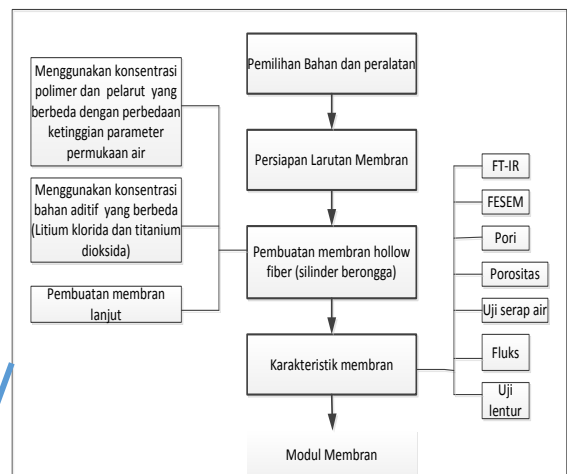 Pemilihan Bahan dan peralatan
Menggunakan konsentrasi
polimer dan pelarut yang
berbeda dengan perbedaan
ketinggian parameter
permukaan air
Persiapan Larutan Membran
Menggunakan konsentrasi
bahan aditif yang berbeda
(Litium klorida dan titanium
dioksida)
Pembuatan membran hollow
fiber (silinder berongga)
Pembuatan membran
lanjut
Karakteristik membran
FT-IR
FESEM
Pori
Porositas
Uji serap air
Fluks
Uji
lentur
Modul Membran